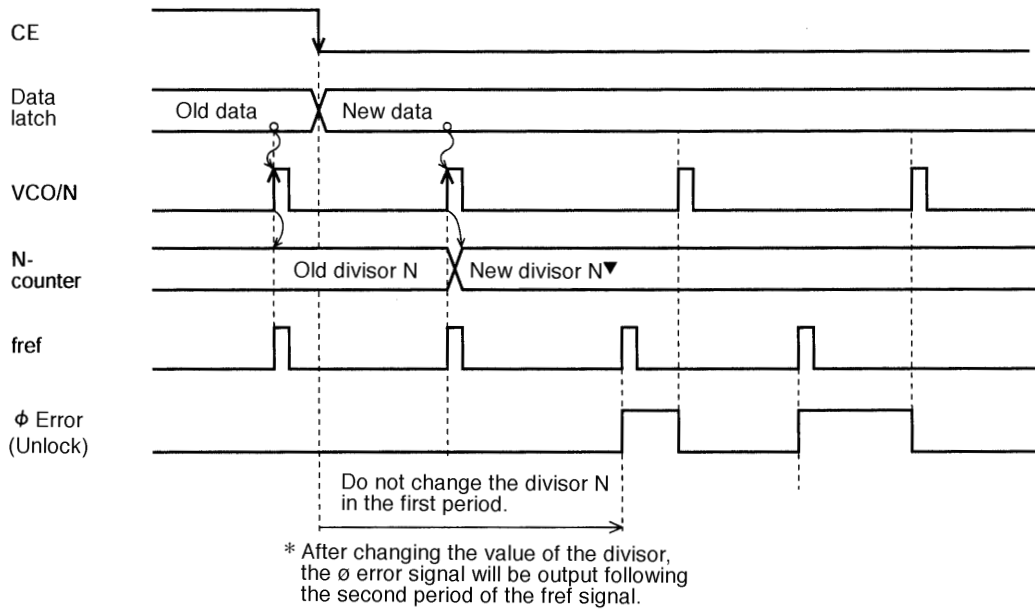 CE
Data
latch
Old data
New data
VCO/N
N-
counter
Old divisor N
New divisor N▼
fref
ϕ Error
(Unlock)
Do not change the divisor N
in the first period.
* After changing the value of the divisor,
the ø error signal will be output following
the second period of the fref signal.